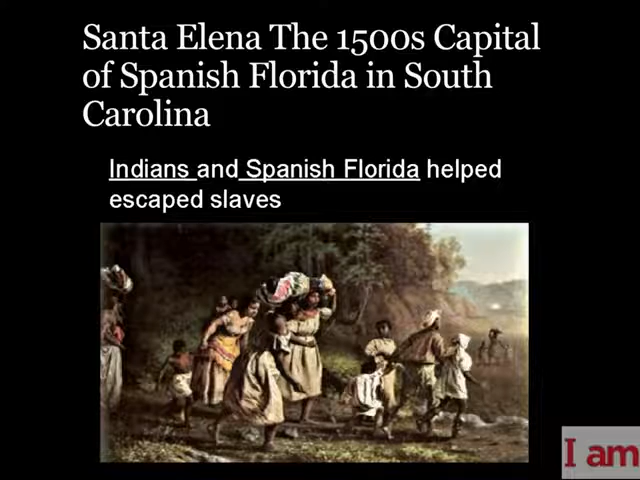 Santa Elena The 1500s Capital
of Spanish Florida in South
Carolina
Indians and Spanish Florida helped
escaped slaves
I am